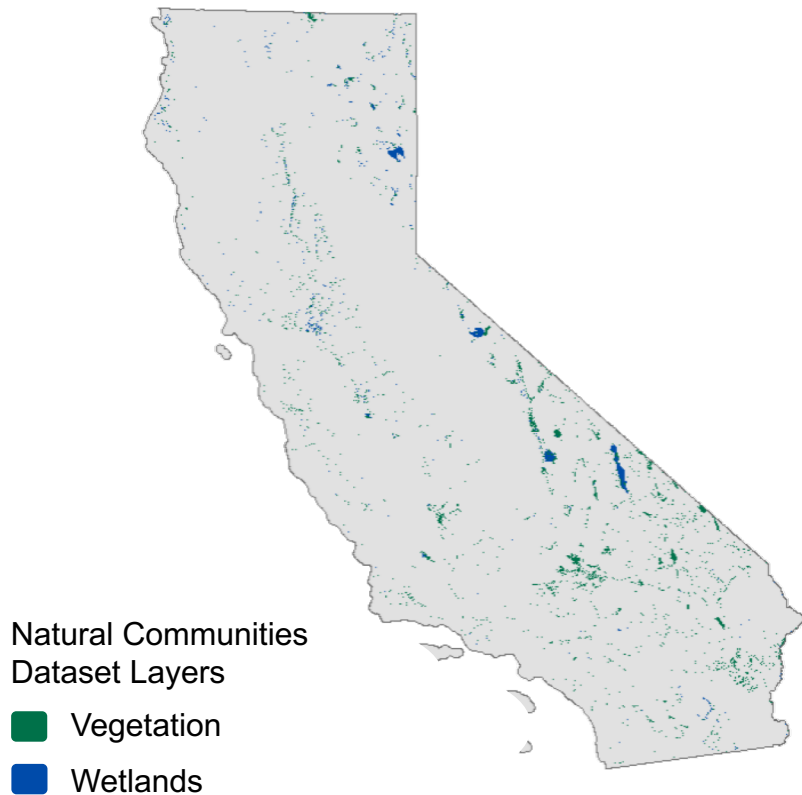 Natural Communities
Dataset Layers
Vegetation
Wetlands